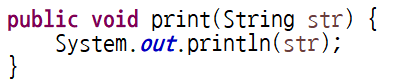 public void print(String str) {
    System.out.println(str);
}